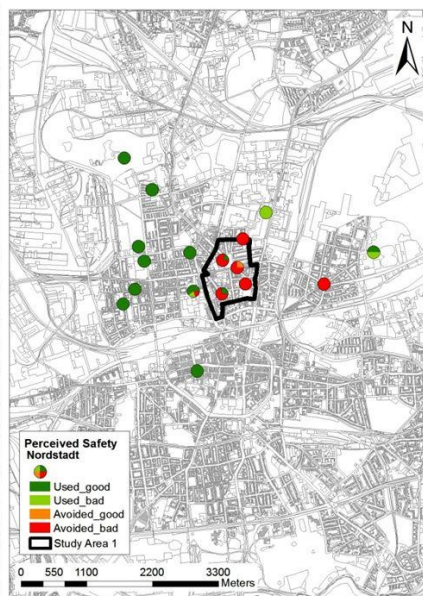 N
Perceived Safety
Nordstadt
Used_good
Used_bad
Avoided_good
Avoided_bad
Study Area 1
0 550 1100 2200 3300
Meters